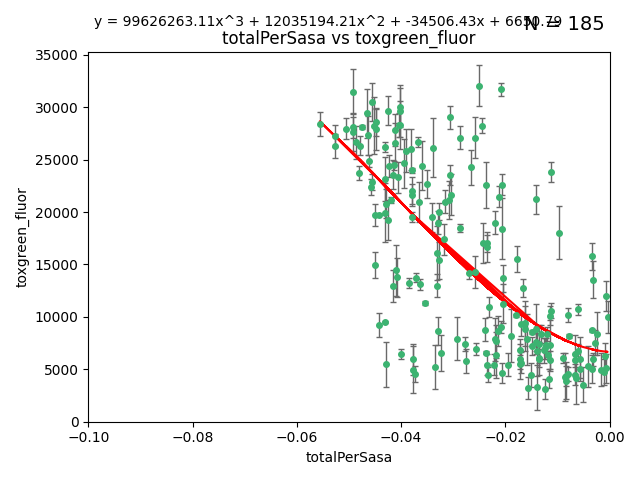 y = 99626263.11x^3 + 12035194.21x^2 + -34506.43x + 6650.79
N = 185
totalPerSasa vs toxgreen_fluor
35000
30000
25000
20000
15000
10000
5000
0
toxgreen_fluor
−0.10 −0.08 −0.06 −0.04 −0.02 0.00
totalPerSasa